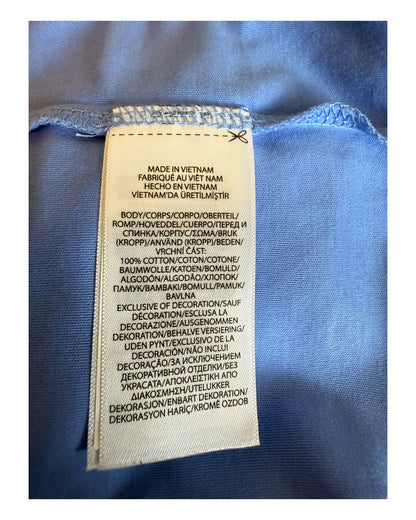 MADE IN VIETNAM
FABRIQUÉ AU VIÊT NAM
HECHO EN VIETNAM
VİETNAM'DA ÜRETİLMİŞTİR
BODY/CORPS/CORPO/OBERTEIL/
ROMP/HOVEDDEL/CUERPO/ПЕРЕД И
СПИНКА/КОРПУС/ΣΩΜΑ/BRUK
(KROPP)/ANVÄND (KROPP)/BEDEN/
VRCHNÍ ČÁST:
100% COTTON/COTON/COTONE/
BAUMWOLLE/KATOEN/BOMULD/
ALGODÓN/ALGODÃO/ХЛОПОК/
ПАМУК/ΒΑΜΒΑΚΙ/BOMULL/PAMUK/
BAVLNA
EXCLUSIVE OF DECORATION/SAUF
DÉCORATION/ESCLUSA LA
DECORAZIONE/AUSGENOMMEN
DEKORATION/BEHALVE VERSIERING/
UDEN PYNT/EXCLUSIVO DE
DECORACIÓN/NÃO INCLUI
DECORAÇÃO/ЗА ИСКЛЮЧЕНИЕМ
ДЕКОРАТИВНОЙ ОТДЕЛКИ/БЕЗ
УКРАСАТА/ΑΠΟΚΛΕΙΣΤΙΚΗ ΑΠΟ
ΔΙΑΚΟΣΜΗΣΗ/UTELUKKER
DEKORASJON/ENBART DEKORATION/
DEKORASYON HARİÇ/KROMĚ OZDOB